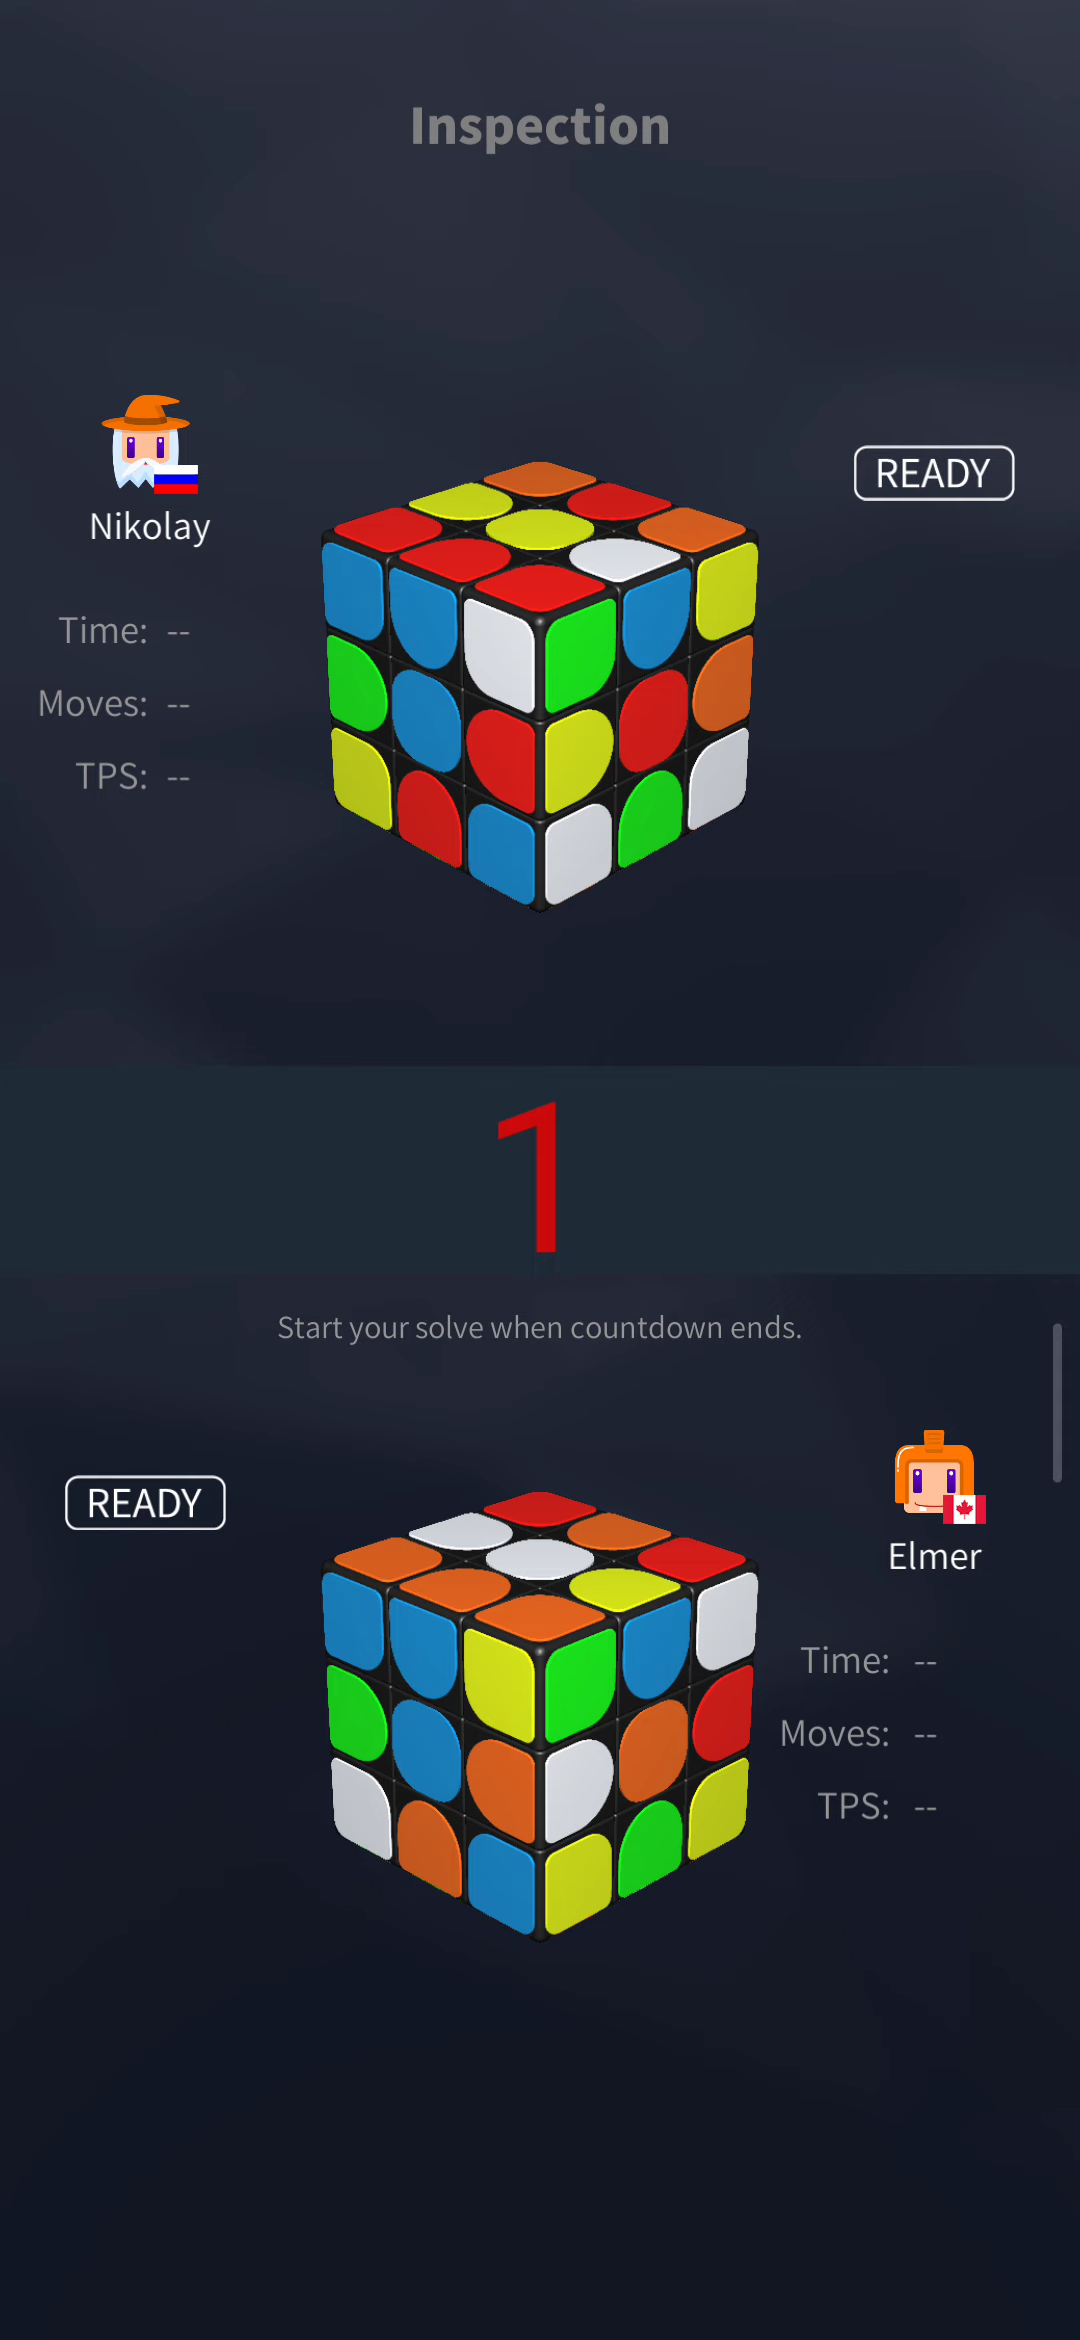 Inspection
READY
Nikolay
Time: --
Moves: --
TPS: --
1
Start your solve when countdown ends.
READY
Elmer
Time: --
Moves: --
TPS: --